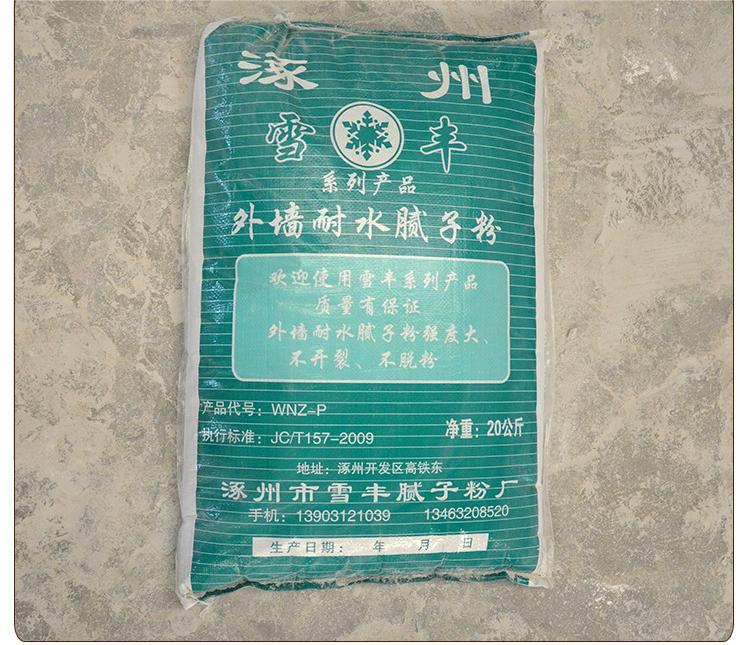 涿 州
雪 丰
系列产品
外墙耐水腻子粉
欢迎使用雪丰系列产品
质量有保证
外墙耐水腻子粉强度大、
不开裂、不脱粉
产品代号：WNZ-P
执行标准：JC/T157-2009
净重：20公斤
地址：涿州开发区高铁东
涿州市雪丰腻子粉厂
手机：13903121039 13463208520
生产日期： 年 月 日